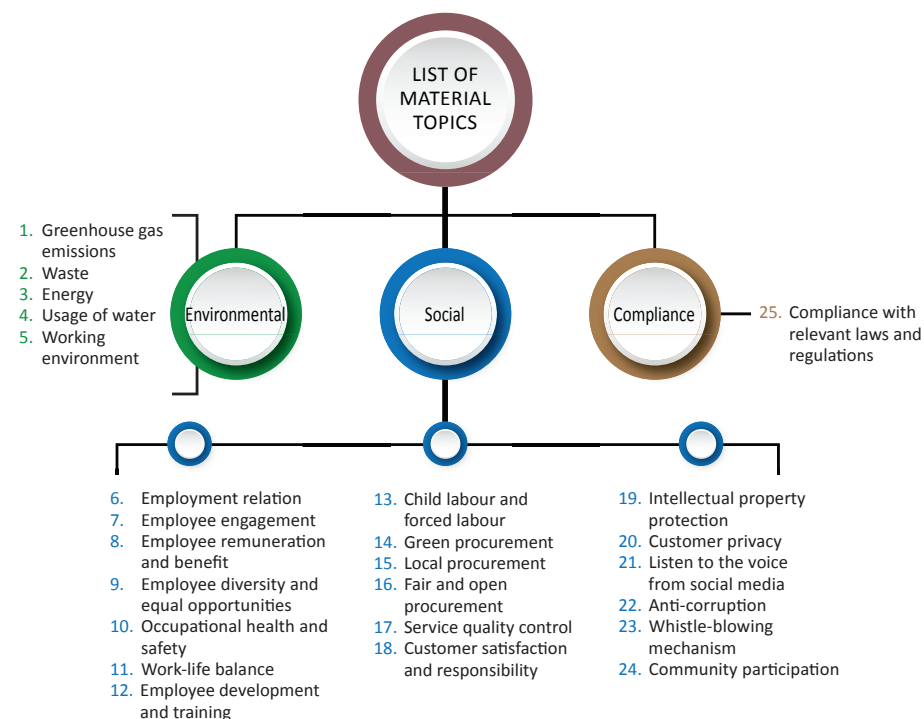 LIST OF
MATERIAL
TOPICS
1. Greenhouse gas
emissions
2. Waste
3. Energy
4. Usage of water
5. Working
environment
Environmental
Social
Compliance
25. Compliance with
relevant laws and
regulations
6. Employment relation
7. Employee engagement
8. Employee remuneration
and benefit
9. Employee diversity and
equal opportunities
10. Occupational health and
safety
11. Work-life balance
12. Employee development
and training
13. Child labour and
forced labour
14. Green procurement
15. Local procurement
16. Fair and open
procurement
17. Service quality control
18. Customer satisfaction
and responsibility
19. Intellectual property
protection
20. Customer privacy
21. Listen to the voice
from social media
22. Anti-corruption
23. Whistle-blowing
mechanism
24. Community participation